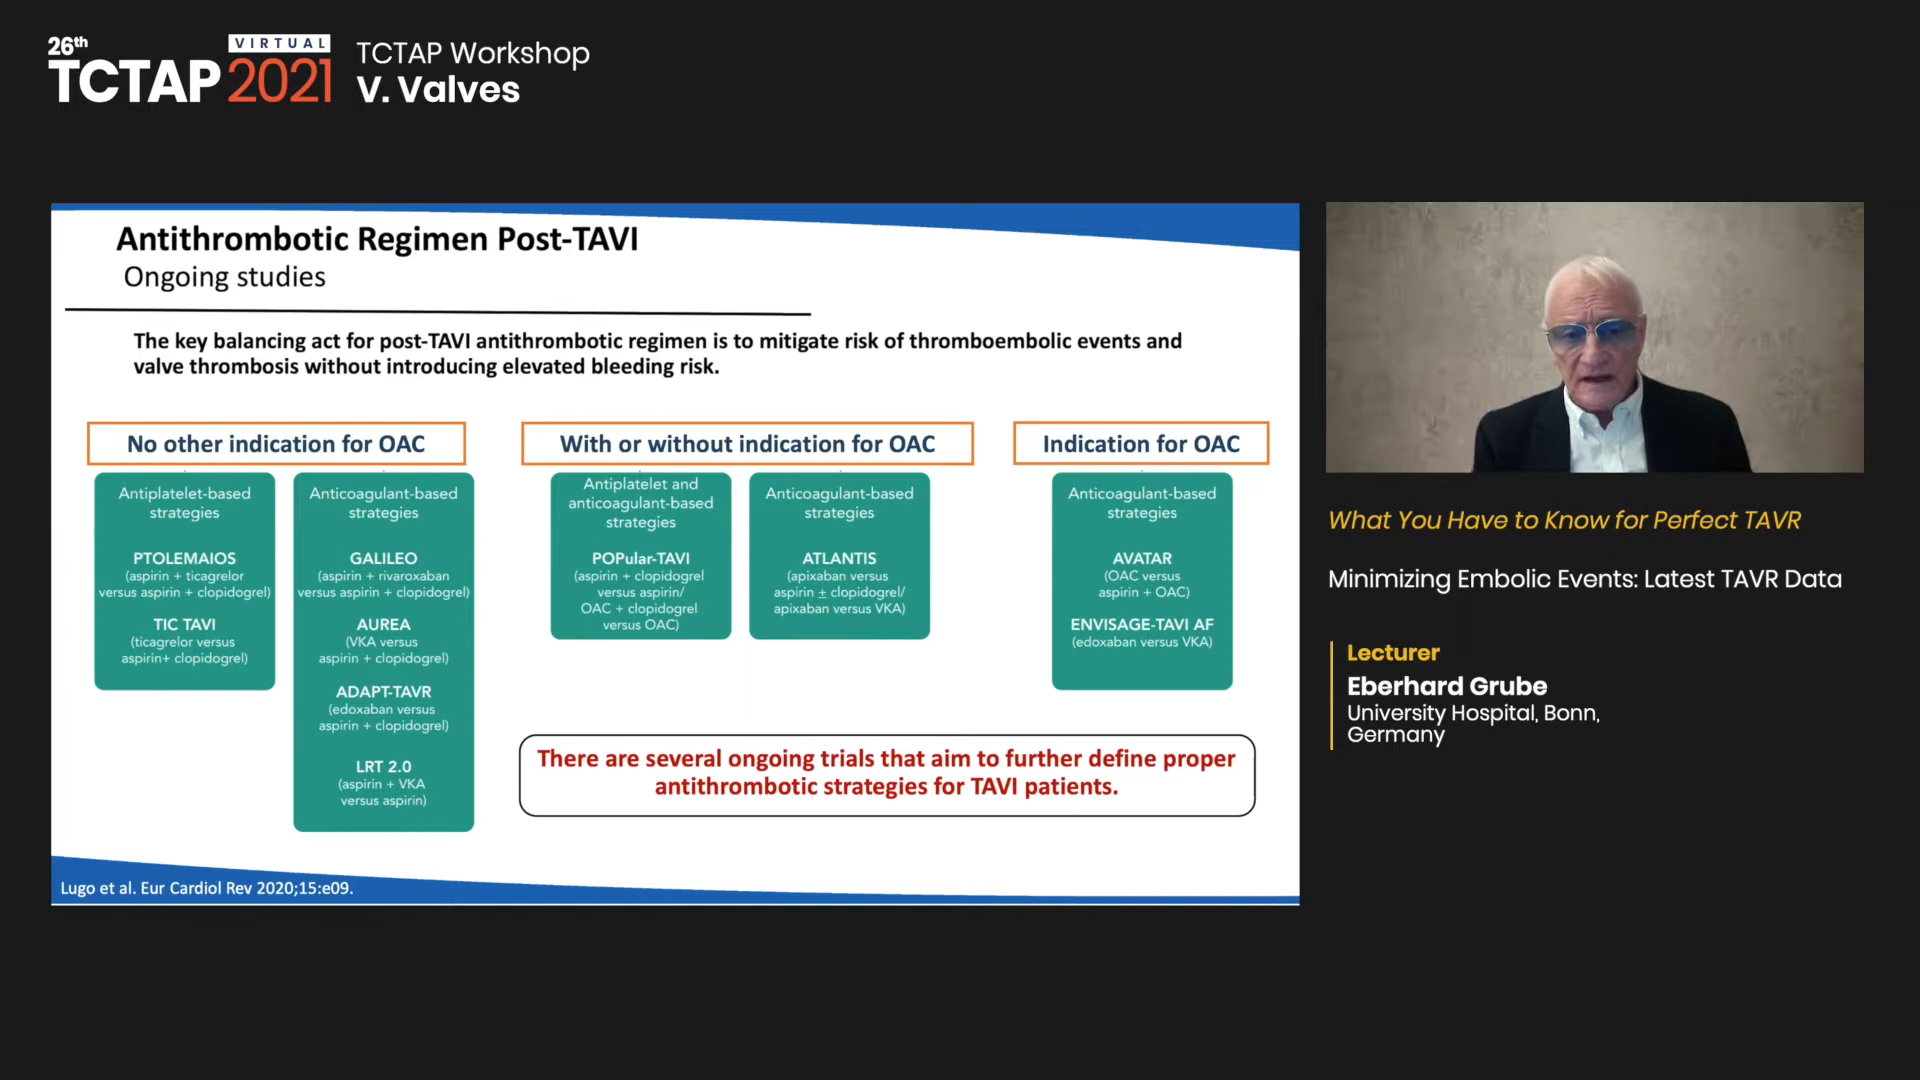 26th
VIRTUAL
TCTAP 2021
TCTAP Workshop
V. Valves
Antithrombotic Regimen Post-TAVI
Ongoing studies
The key balancing act for post-TAVI antithrombotic regimen is to mitigate risk of thromboembolic events and
valve thrombosis without introducing elevated bleeding risk.
No other indication for OAC
Antiplatelet-based
strategies
PTOLEMAIOS
(aspirin + ticagrelor
versus aspirin + clopidogrel)
TIC TAVI
(ticagrelor versus
aspirin+ clopidogrel)
Anticoagulant-based
strategies
GALILEO
(aspirin + rivaroxaban
versus aspirin + clopidogrel)
AUREA
(VKA versus
aspirin + clopidogrel)
ADAPT-TAVR
(edoxaban versus
aspirin + clopidogrel)
LRT 2.0
(aspirin + VKA
versus aspirin)
With or without indication for OAC
Antiplatelet and
anticoagulant-based
strategies
POPular-TAVI
(aspirin + clopidogrel
versus aspirin/
OAC + clopidogrel
versus OAC)
Anticoagulant-based
strategies
ATLANTIS
(apixaban versus
aspirin ± clopidogrel/
apixaban versus VKA)
Indication for OAC
Anticoagulant-based
strategies
AVATAR
(OAC versus
aspirin + OAC)
ENVISAGE-TAVI AF
(edoxaban versus VKA)
There are several ongoing trials that aim to further define proper
antithrombotic strategies for TAVI patients.
Lugo et al. Eur Cardiol Rev 2020;15:e09.
What You Have to Know for Perfect TAVR
Minimizing Embolic Events: Latest TAVR Data
Lecturer
Eberhard Grube
University Hospital, Bonn,
Germany